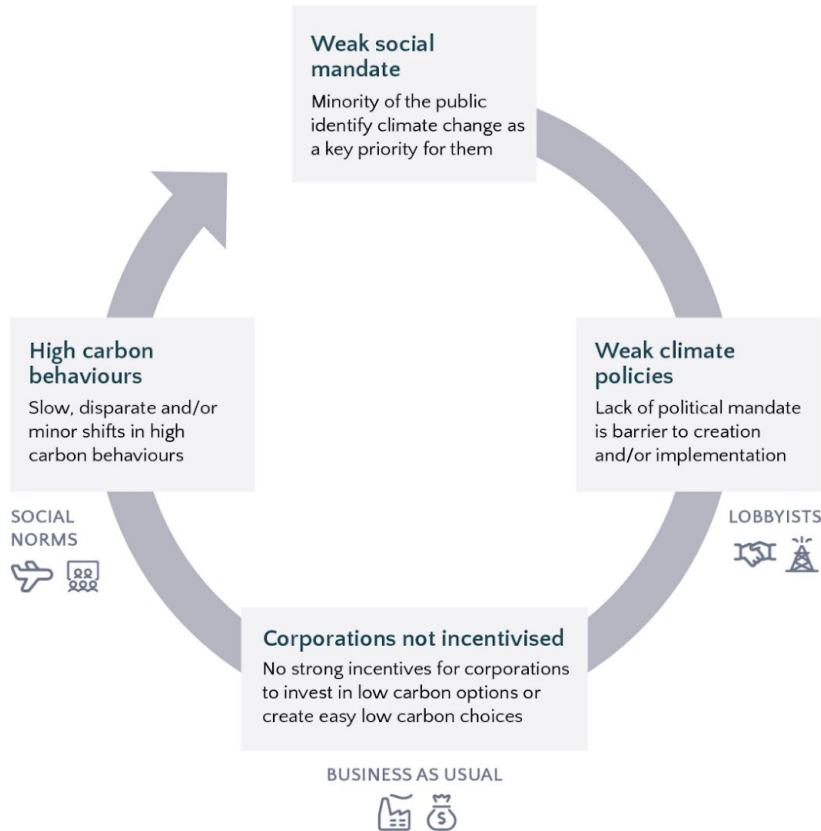 Weak social
mandate
Minority of the public
identify climate change as
a key priority for them
Weak climate
policies
Lack of political mandate
is barrier to creation
and/or implementation
LOBBYISTS
Corporations not incentivised
No strong incentives for corporations
to invest in low carbon options or
create easy low carbon choices
BUSINESS AS USUAL
$
High carbon
behaviours
Slow, disparate and/or
minor shifts in high
carbon behaviours
SOCIAL
NORMS